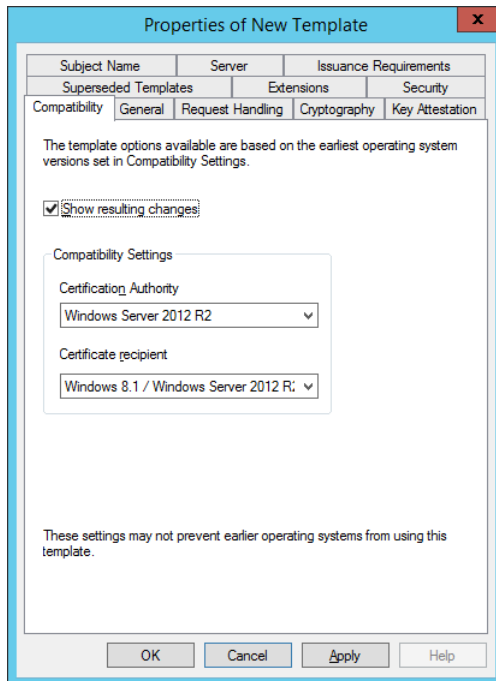 Properties of New Template
x
Subject Name Server Issuance Requirements
Superseded Templates Extensions Security
Compatibility General Request Handling Cryptography Key Attestation
The template options available are based on the earliest operating system
versions set in Compatibility Settings.
Show resulting changes
Compatibility Settings
Certification Authority
Windows Server 2012 R2
Certificate recipient
Windows 8.1 / Windows Server 2012 R
These settings may not prevent earlier operating systems from using this
template.
OK Cancel Apply Help